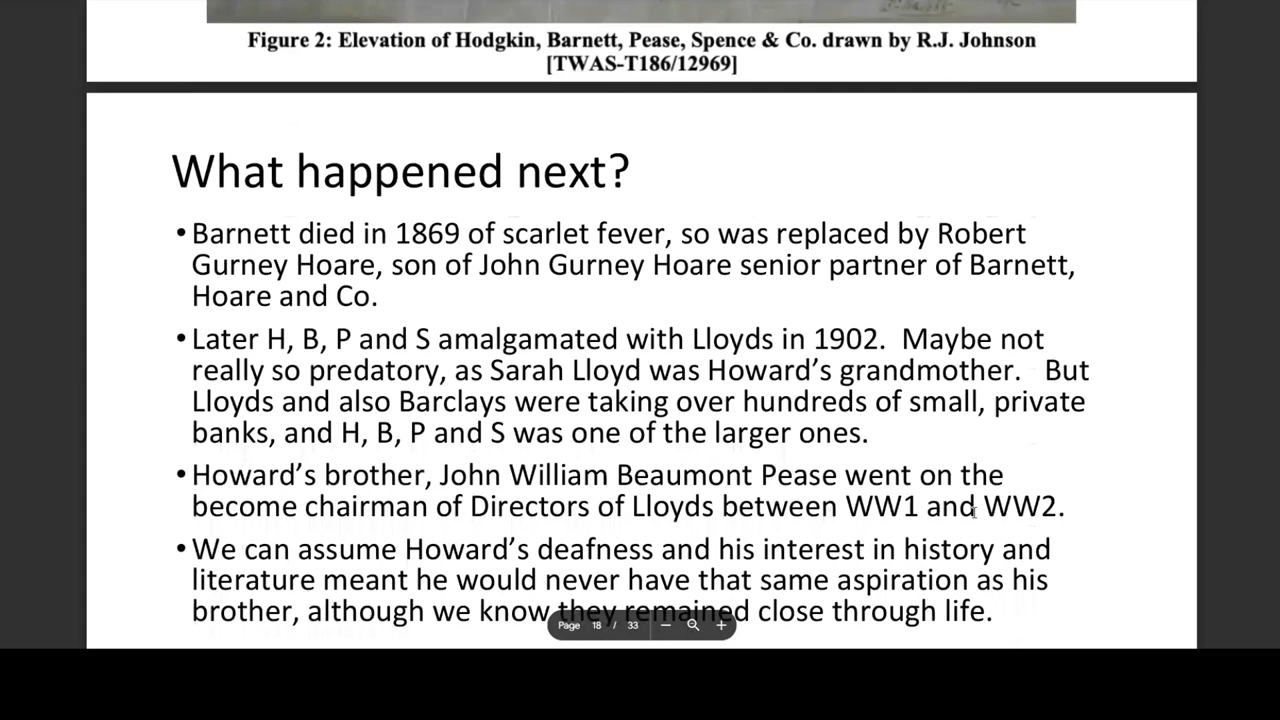 Figure 2: Elevation of Hodgkin, Barnett, Pease, Spence & Co. drawn by R.J. Johnson
[TWAS-T186/12969]
What happened next?
•Barnett died in 1869 of scarlet fever, so was replaced by Robert
Gurney Hoare, son of John Gurney Hoare senior partner of Barnett,
Hoare and Co.
•Later H, B, P and S amalgamated with Lloyds in 1902.  Maybe not
really so predatory, as Sarah Lloyd was Howard’s grandmother.   But
Lloyds and also Barclays were taking over hundreds of small, private
banks, and H, B, P and S was one of the larger ones.
•Howard’s brother, John William Beaumont Pease went on the
become chairman of Directors of Lloyds between WW1 and WW2.
•We can assume Howard’s deafness and his interest in history and
literature meant he would never have that same aspiration as his
brother, although we know they remained close through life.
Page 18 / 33